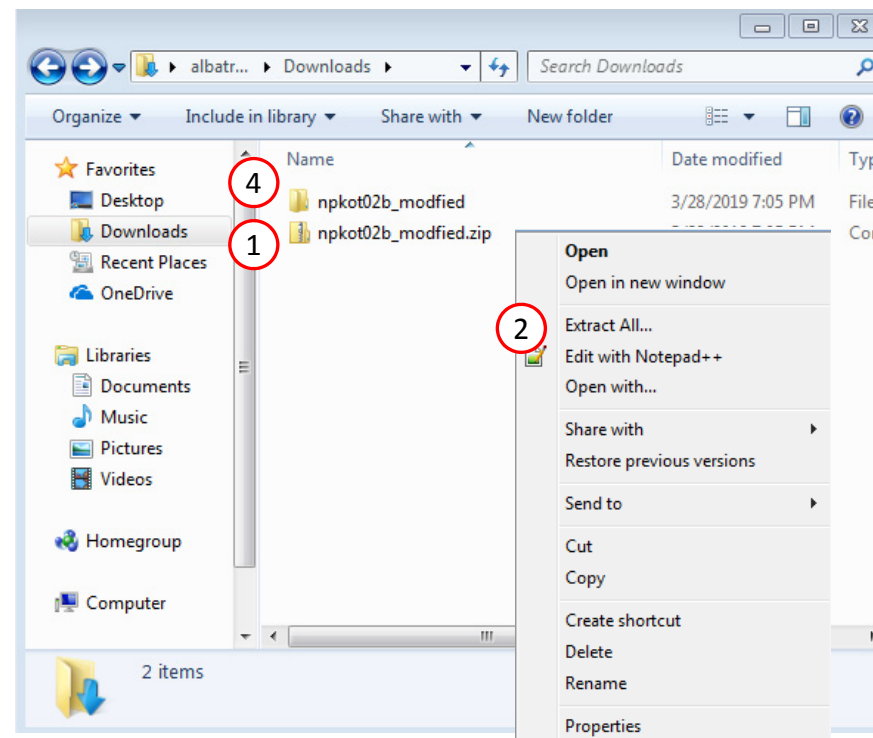 albatr... Downloads Search Downloads
Organize Include in library Share with New folder
Favorites
Desktop
Downloads
Recent Places
OneDrive
Libraries
Documents
Music
Pictures
Videos
Homegroup
Computer
Name Date modified Typ
4 npkot02b_modfied 3/28/2019 7:05 PM File
1 npkot02b_modfied.zip Cor
Open
Open in new window
2 Extract All...
Edit with Notepad++
Open with...
Share with
Restore previous versions
Send to
Cut
Copy
Create shortcut
Delete
Rename
Properties
2 items